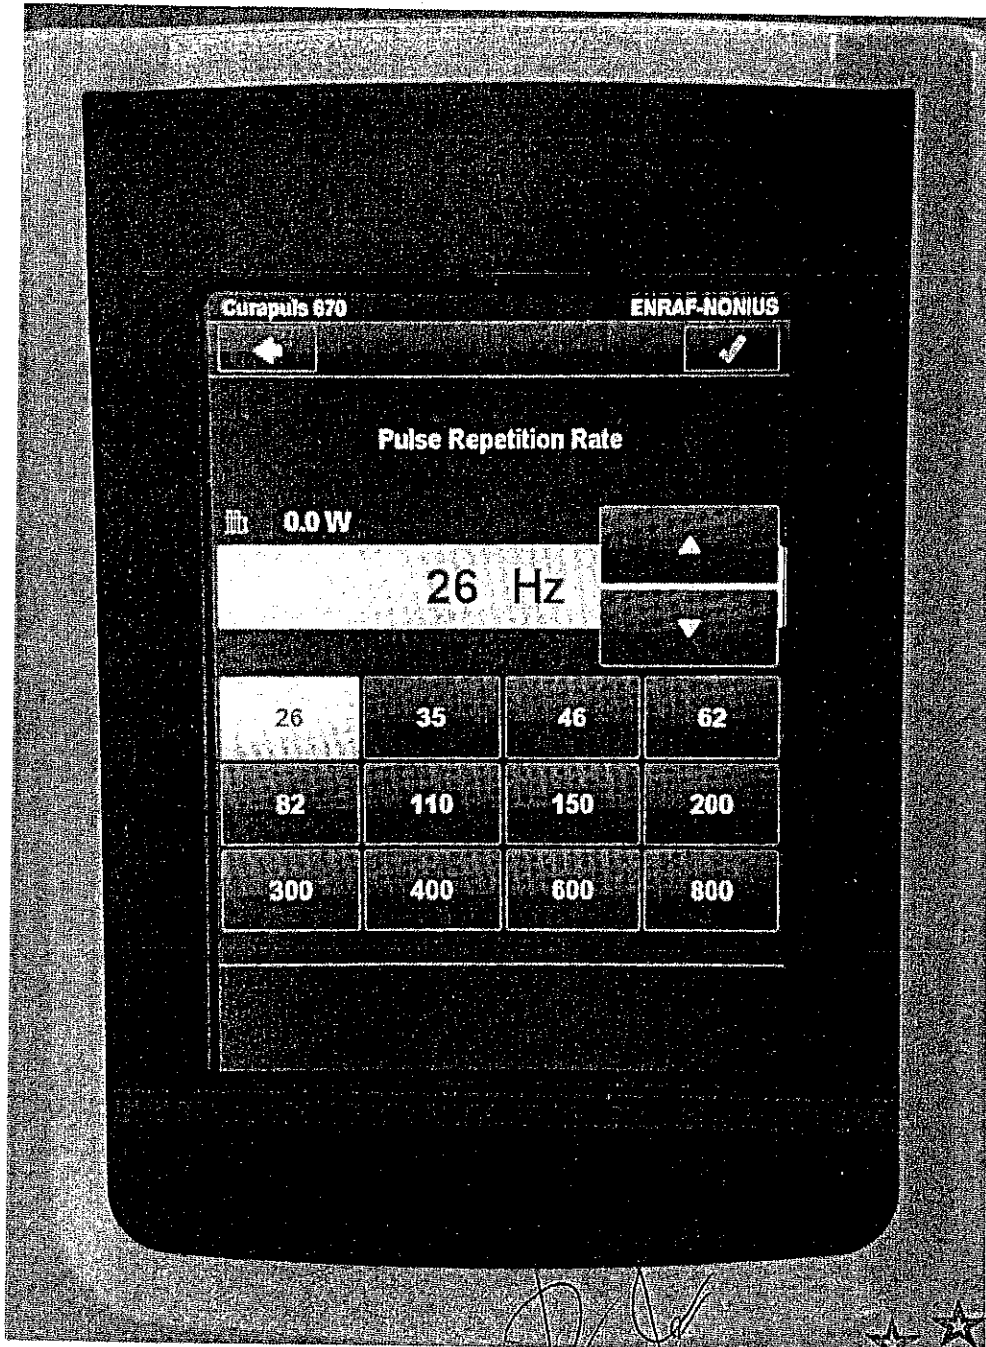 Curapuls 670 ENRAF-NONIUS
Pulse Repetition Rate
0.0 W
26 Hz
26 35 46 62
82 110 150 200
300 400 600 800